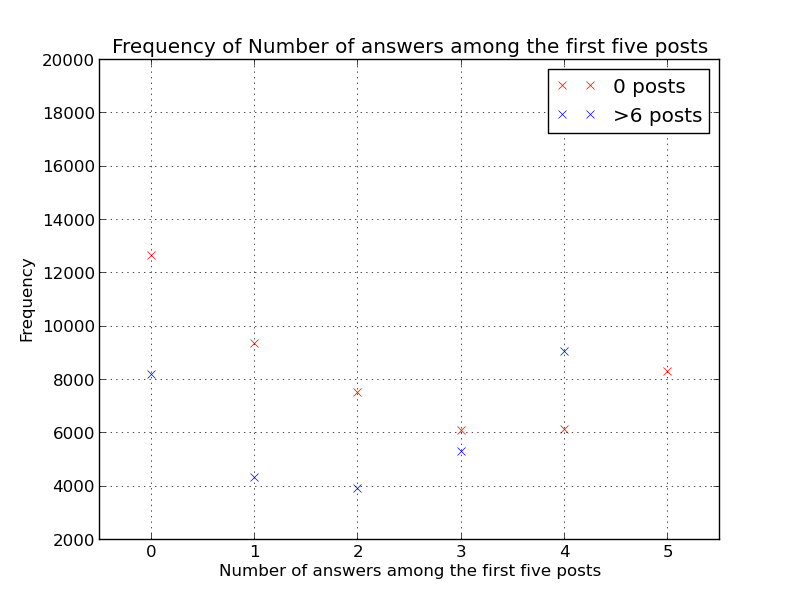 Frequency of Number of answers among the first five posts
0 posts
>6 posts
20000
18000
16000
14000
12000
10000
8000
6000
4000
2000
Frequency
0 1 2 3 4 5
Number of answers among the first five posts